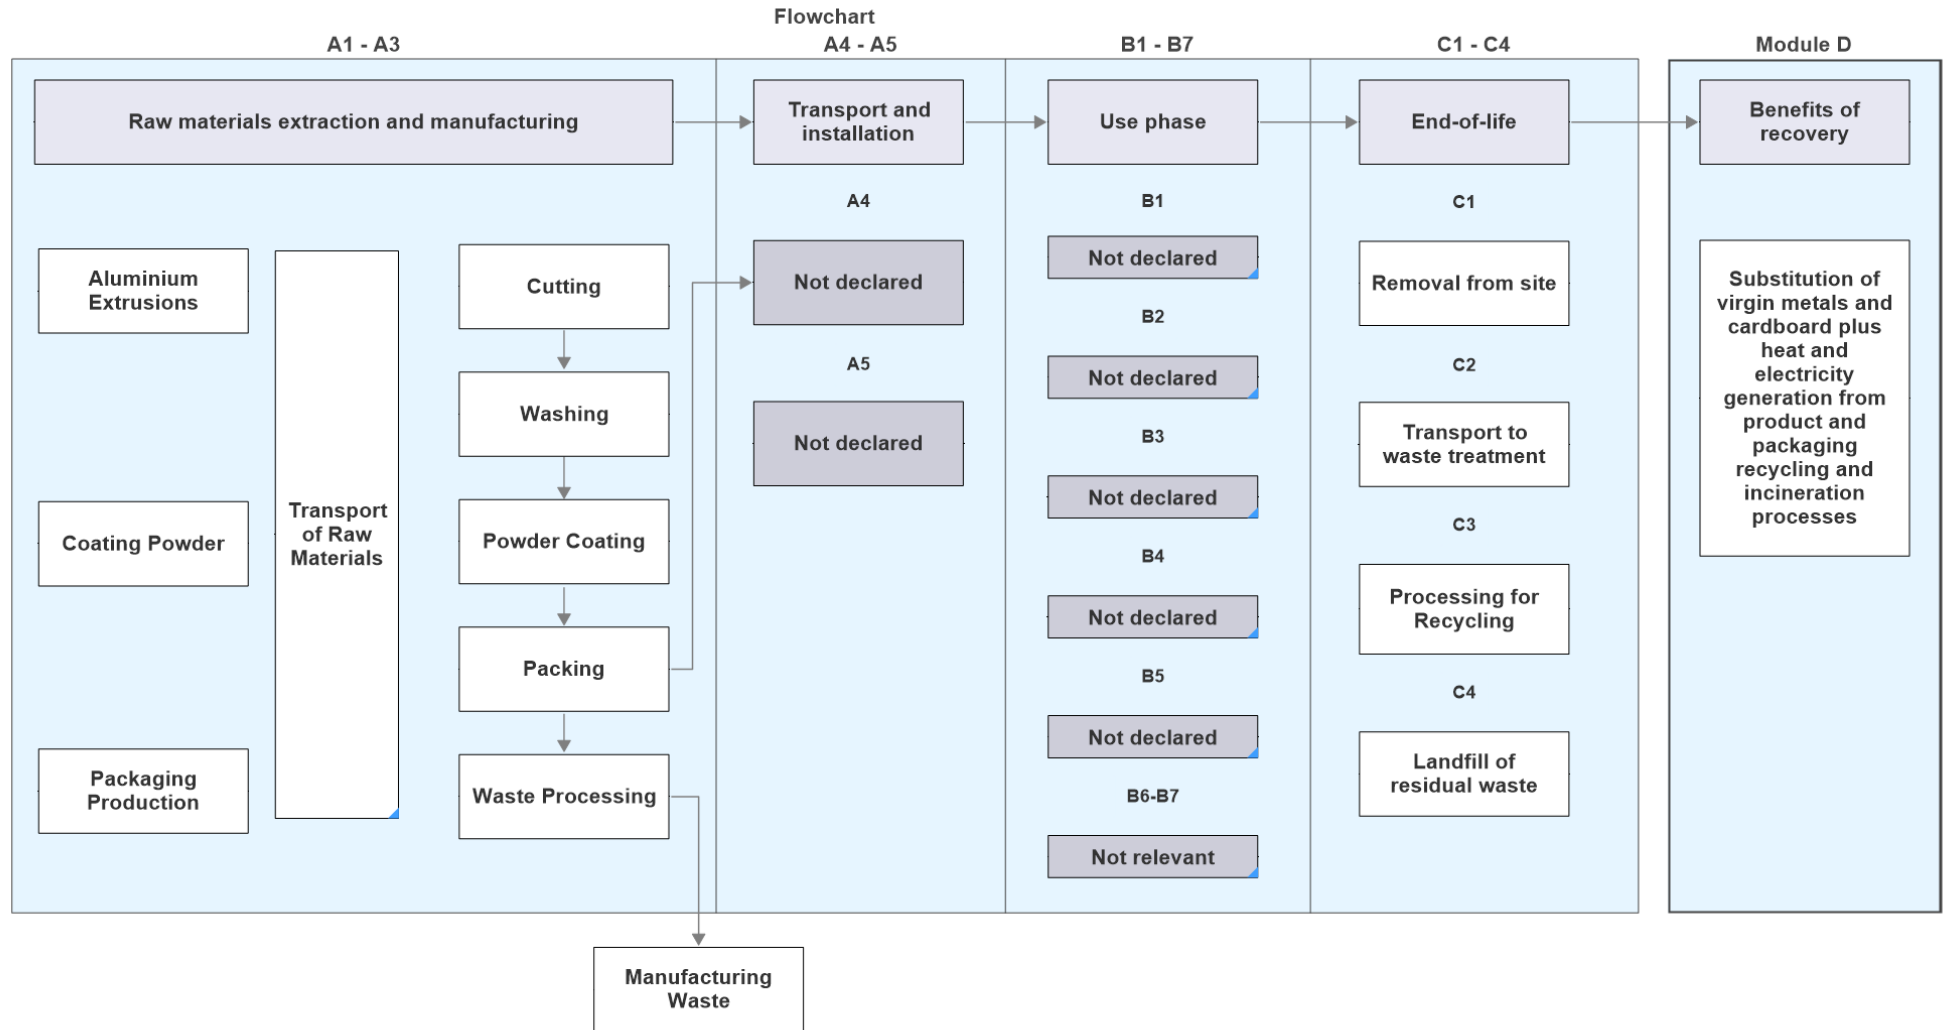 Flowchart
A1 - A3
A4 - A5
B1 - B7
C1 - C4
Module D
Raw materials extraction and manufacturing
Transport and
installation
Use phase
End-of-life
Benefits of
recovery
Aluminium
Extrusions
Coating Powder
Packaging
Production
Transport
of Raw
Materials
Cutting
Washing
Powder Coating
Packing
Waste Processing
Manufacturing
Waste
A4
Not declared
A5
Not declared
B1
Not declared
B2
Not declared
B3
Not declared
B4
Not declared
B5
Not declared
B6-B7
Not relevant
C1
Removal from site
C2
Transport to
waste treatment
C3
Processing for
Recycling
C4
Landfill of
residual waste
Substitution of
virgin metals and
cardboard plus
heat and
electricity
generation from
product and
packaging
recycling and
incineration
processes